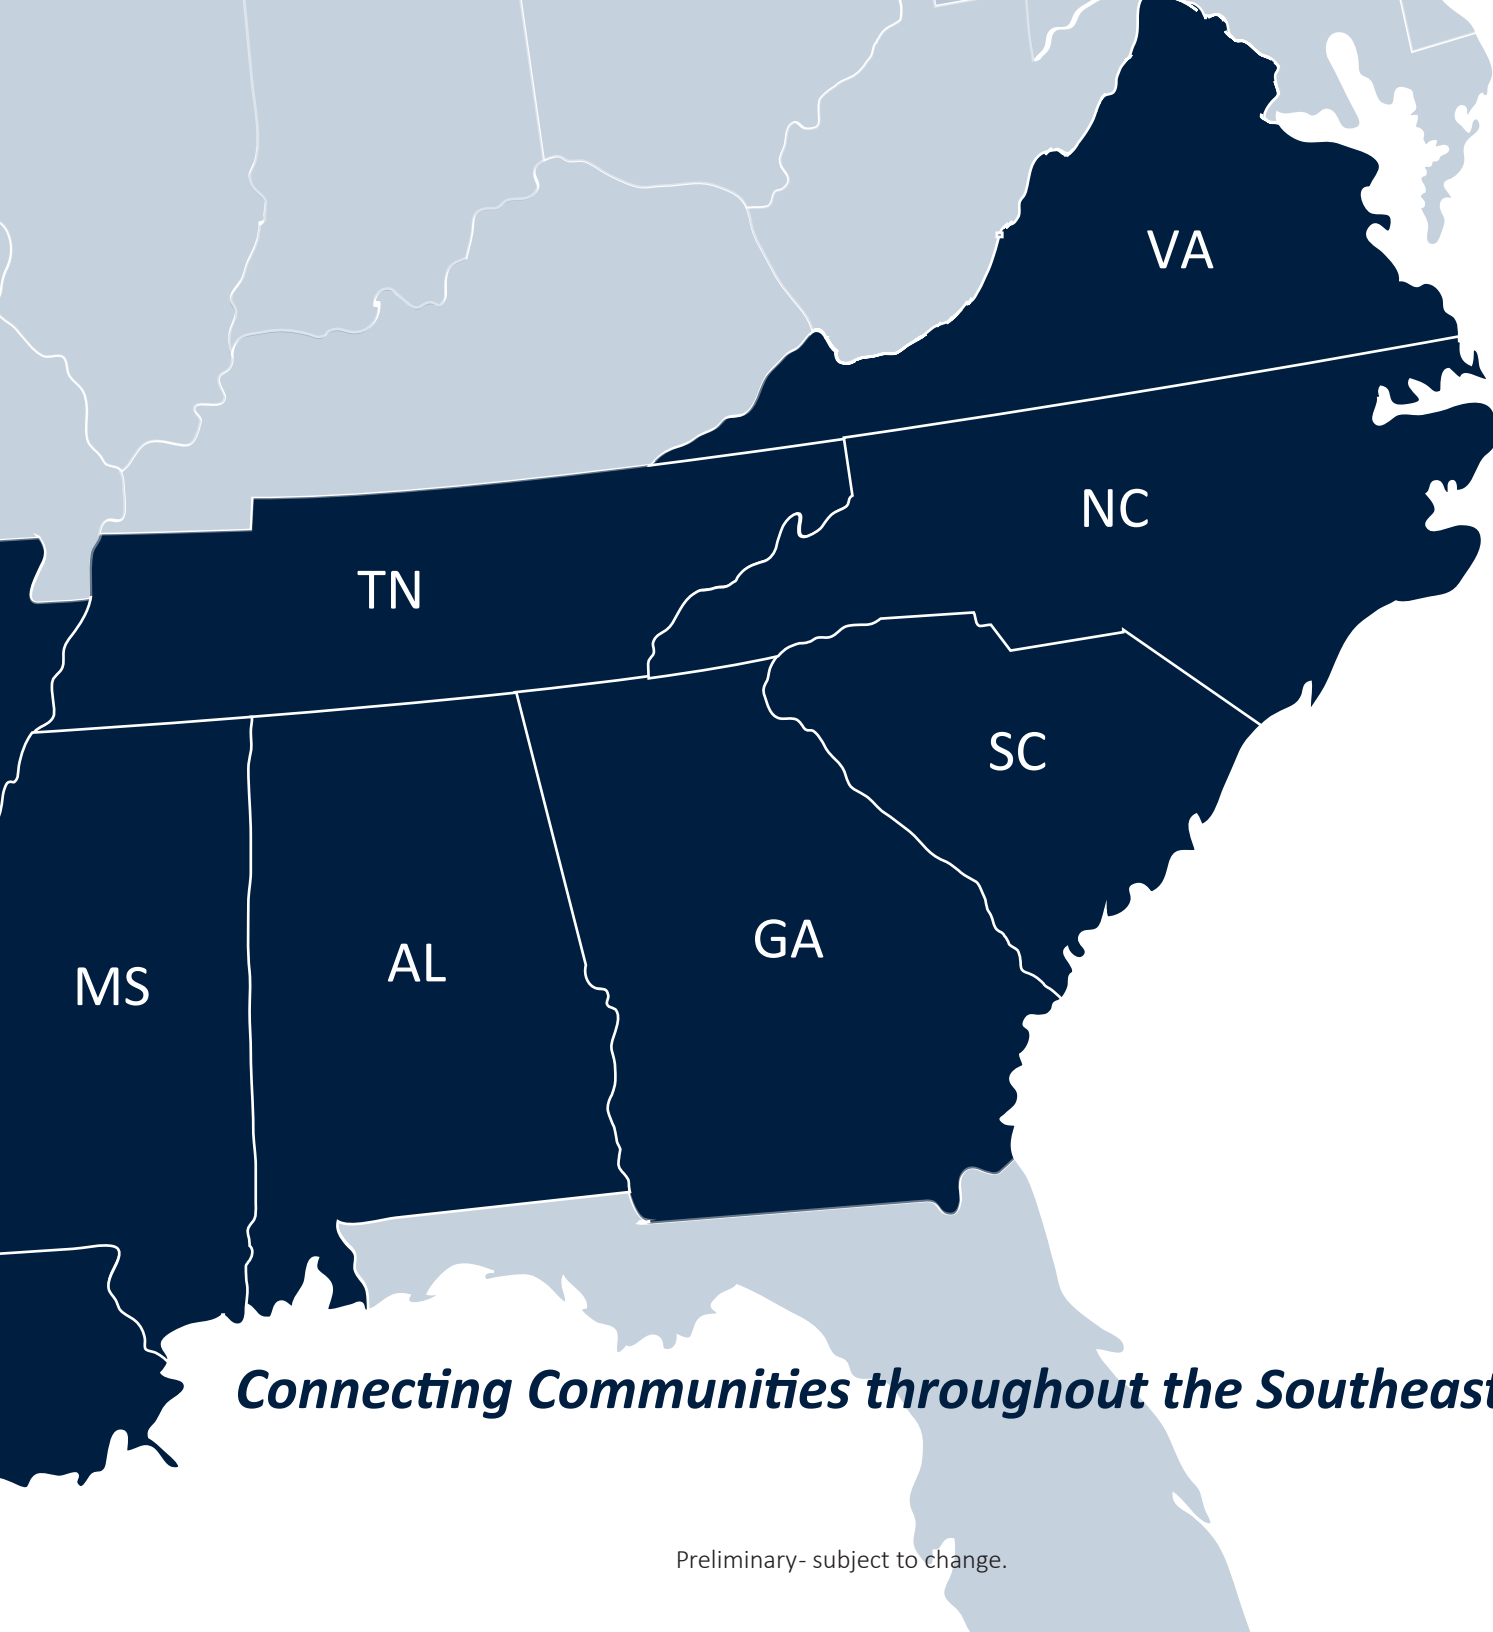 VA
NC
TN
SC
GA
AL
MS
Connecting Communities throughout the Southeast
Preliminary- subject to change.